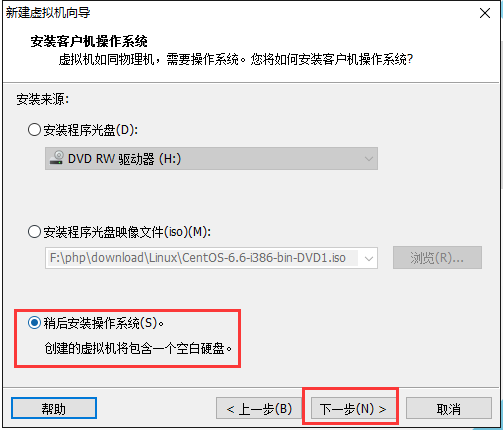 新建虚拟机向导
安装客户机操作系统
虚拟机如同物理机，需要操作系统。您将如何安装客户机操作系统?
安装来源:
安装程序光盘(D):
DVD RW 驱动器 (H:)
安装程序光盘映像文件(iso)(M):
F:\php\download\Linux\CentOS-6.6-i386-bin-DVD1.iso
浏览(R)...
稍后安装操作系统(S)。
创建的虚拟机将包含一个空白硬盘。
帮助
< 上一步(B)
下一步(N) >
取消